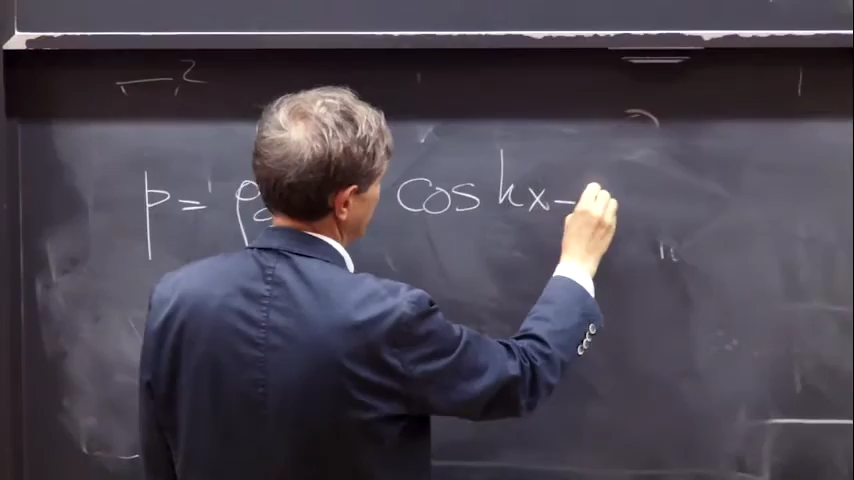 p = ρ cos kx -